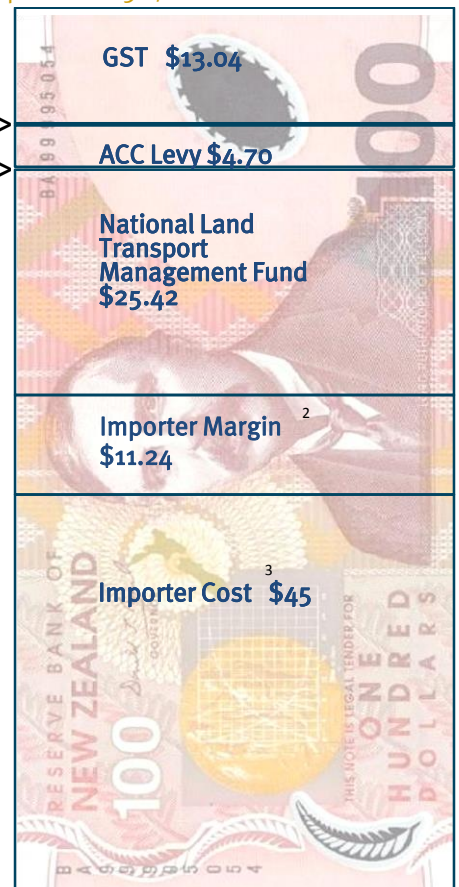 GST $13.04
>
ACC Levy $4.70
>
National Land
Transport
Management Fund
$25.42
Importer Margin 2
$11.24
Importer Cost 3 $45
100
RESERVE BANK OF
NEW ZEALAND
GOVERNOR
100
THIS NOTE IS LEGAL TENDER FOR
ONE
HUNDRED
DOLLARS